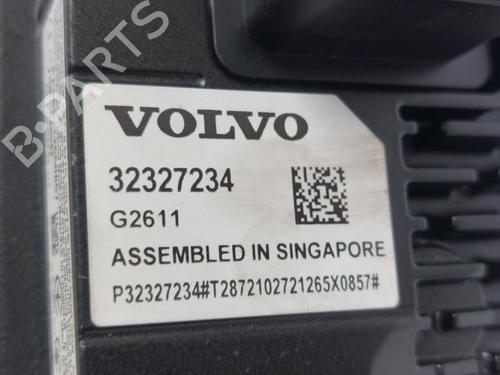 VOLVO
32327234
G2611
ASSEMBLED IN SINGAPORE
P32327234#T2872102721265X0857#
B-PARTS